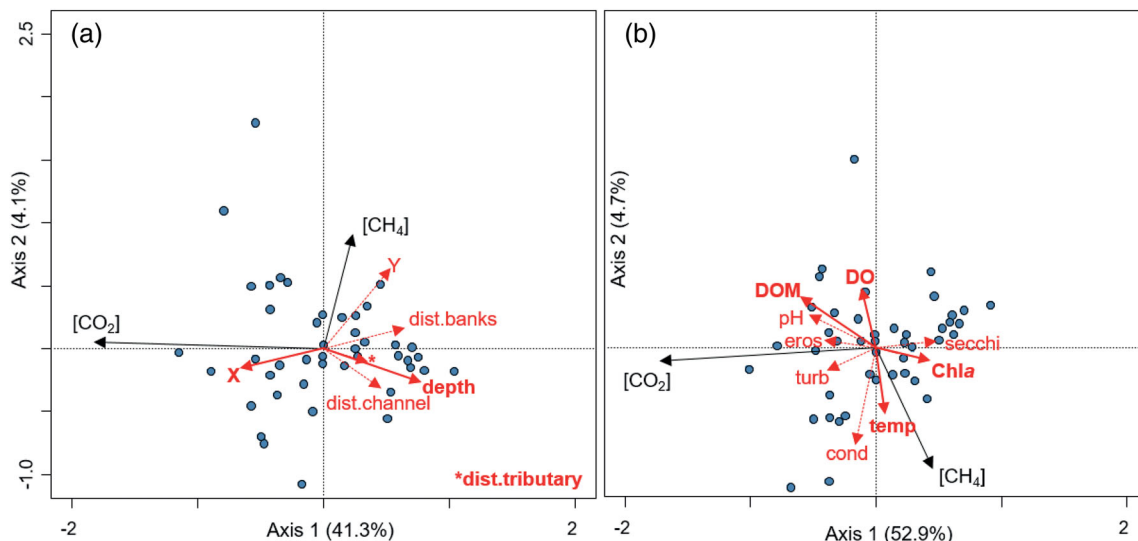 (a)
2.5
-1.0
Axis 2 (4.1%)
[CH₄]
Y
[CO₂]
dist.banks
*
X
depth
dist.channel
*dist.tributary
-2
2
Axis 1 (41.3%)
(b)
Axis 2 (4.7%)
DO
DOM
pH
eros
secchi
turb
Chla
[CO₂]
temp
cond
[CH₄]
-2
2
Axis 1 (52.9%)